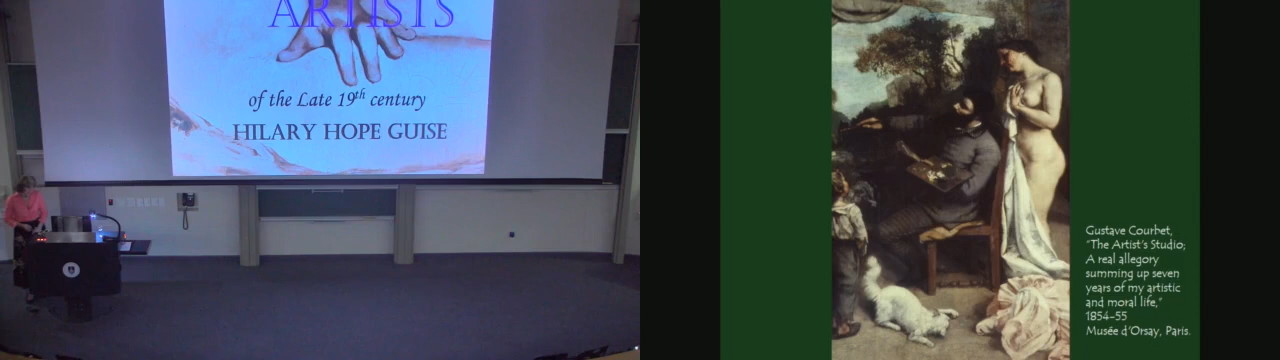 ARTISTS
of the Late 19th century
HILARY HOPE GUISE
Gustave Courbet,
"The Artist's Studio;
A real allegory
summing up seven
years of my artistic
and moral life,"
1854-55
Musée d'Orsay, Paris.